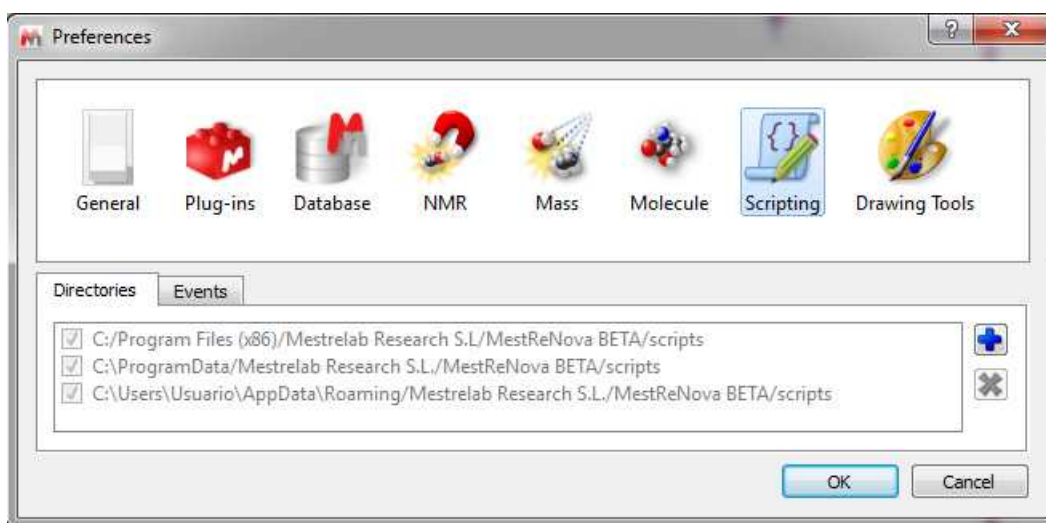 Preferences
General Plug-ins Database NMR Mass Molecule Scripting Drawing Tools
Directories Events
C:/Program Files (x86)/Mestrelab Research S.L/MestReNova BETA/scripts
C:\ProgramData/Mestrelab Research S.L./MestReNova BETA/scripts
C:\Users\Usuario\AppData\Roaming/Mestrelab Research S.L./MestReNova BETA/scripts
OK Cancel